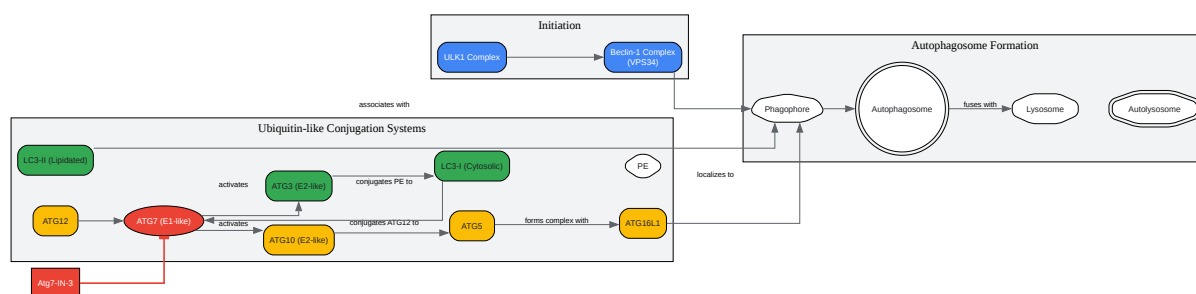 Initiation
ULK1 Complex
Beclin-1 Complex
(VPS34)
Autophagosome Formation
Phagophore
Autophagosome
fuses with
Lysosome
Autolysosome
associates with
Ubiquitin-like Conjugation Systems
LC3-II (Lipidated)
LC3-I (Cytosolic)
PE
localizes to
activates
ATG3 (E2-like)
conjugates PE to
ATG12
ATG7 (E1-like)
activates
ATG10 (E2-like)
conjugates ATG12 to
ATG5
forms complex with
ATG16L1
Atg7-IN-3